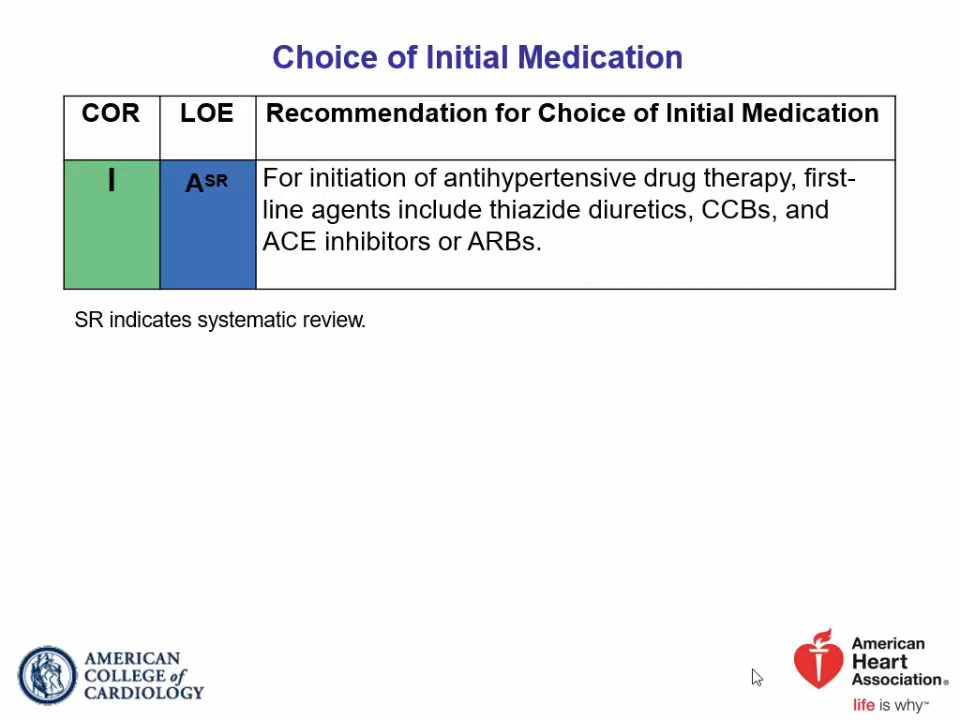 Choice of Initial Medication
COR LOE Recommendation for Choice of Initial Medication
I A SR For initiation of antihypertensive drug therapy, first-
line agents include thiazide diuretics, CCBs, and
ACE inhibitors or ARBs.
SR indicates systematic review.
AMERICAN
COLLEGE of
CARDIOLOGY
American
Heart
Association®
life is why™